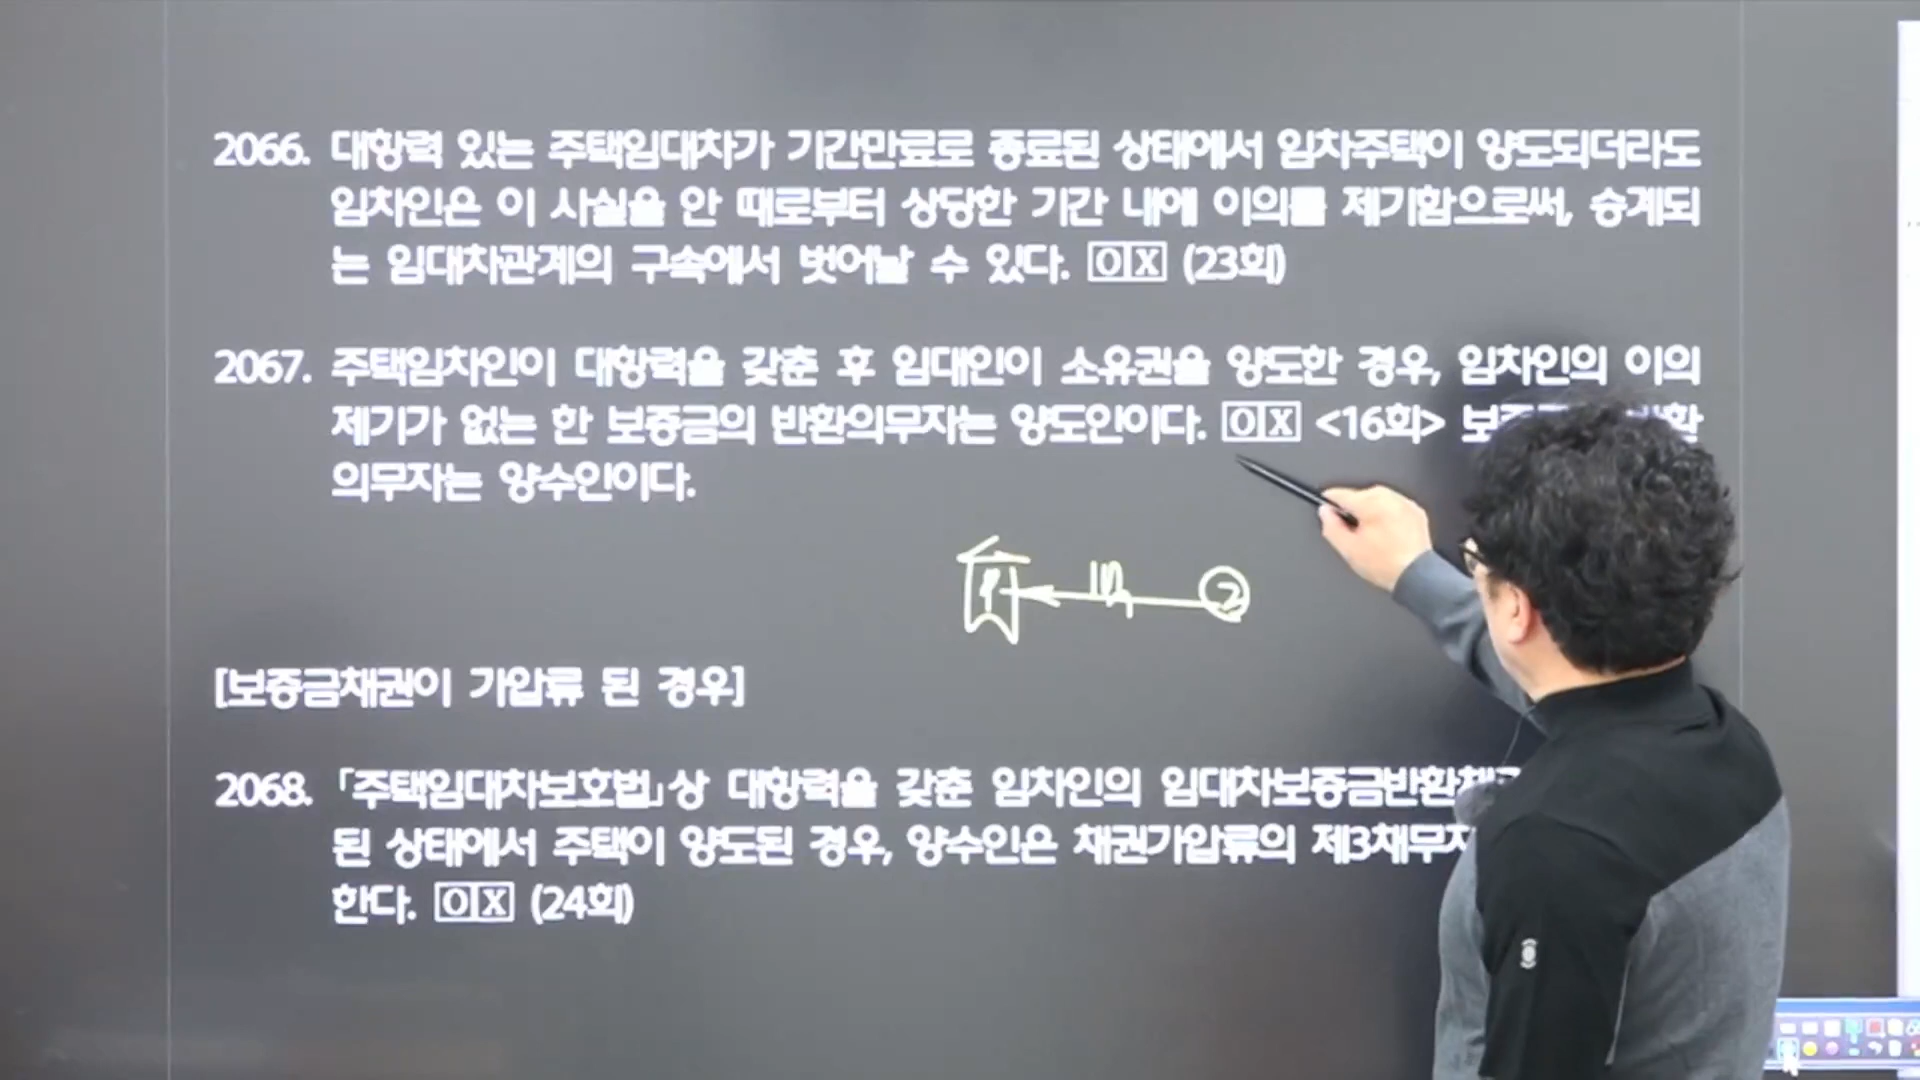 2066. 대항력 있는 주택임대차가 기간만료로 종료된 상태에서 임차주택이 양도되더라도
임차인은 이 사실을 안 때로부터 상당한 기간 내에 이의를 제기함으로써, 승계되
는 임대차관계의 구속에서 벗어날 수 있다. O X (23회)
2067. 주택임차인이 대항력을 갖춘 후 임대인이 소유권을 양도한 경우, 임차인의 이의
제기가 없는 한 보증금의 반환의무자는 양도인이다. O X <16회>
의무자는 양수인이다.
2
[보증금채권이 가압류 된 경우]
2068. 「주택임대차보호법」상 대항력을 갖춘 임차인의 임대차보증금반환채
된 상태에서 주택이 양도된 경우, 양수인은 채권가압류의 제3채무자
한다. O X (24회)